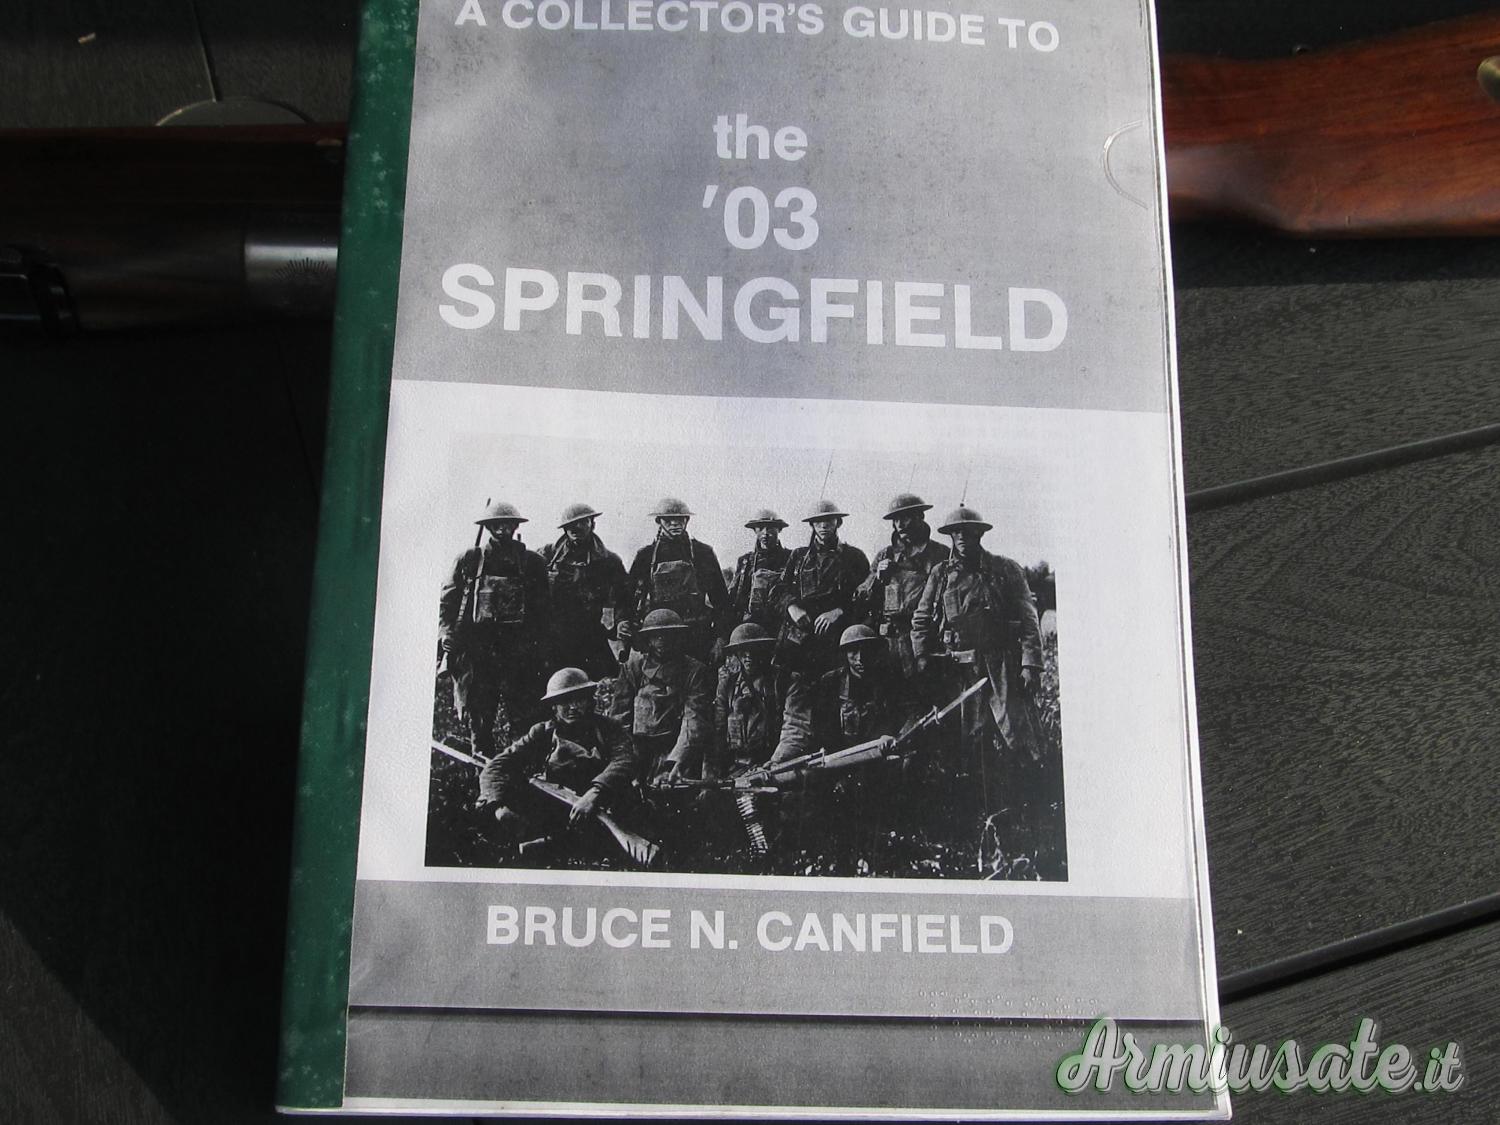 A COLLECTOR'S GUIDE TO
the
'03
SPRINGFIELD
BRUCE N. CANFIELD
Armiusate.it